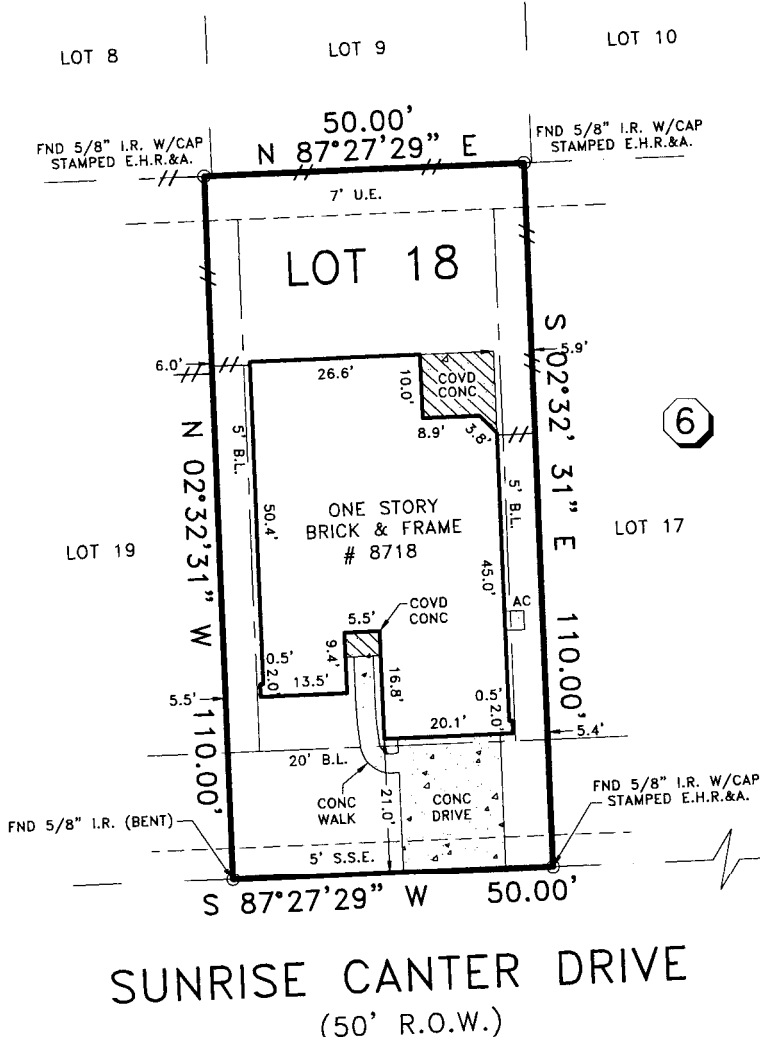 LOT 8
LOT 9
LOT 10
FND 5/8" I.R. W/CAP
STAMPED E.H.R.&A.
50.00'
N 87°27'29" E
FND 5/8" I.R. W/CAP
STAMPED E.H.R.&A.
7' U.E.
LOT 18
6.0'
26.6'
10.0'
COVD
CONC
5.9'
8.9'
3.8'
S 02°32'31" E 110.00'
6
5' B.L.
5' B.L.
N 02°32'31" W 110.00'
50.4'
ONE STORY
BRICK & FRAME
# 8718
LOT 19
LOT 17
45.0'
AC
5.5'
COVD
CONC
9.4'
0.5'
2.0'
13.5'
16.8'
0.5'
2.0'
20.1'
5.5'
5.4'
20' B.L.
CONC
WALK
21.0'
CONC
DRIVE
FND 5/8" I.R. W/CAP
STAMPED E.H.R.&A.
FND 5/8" I.R. (BENT)
5' S.S.E.
S 87°27'29" W 50.00'
SUNRISE CANTER DRIVE
(50' R.O.W.)